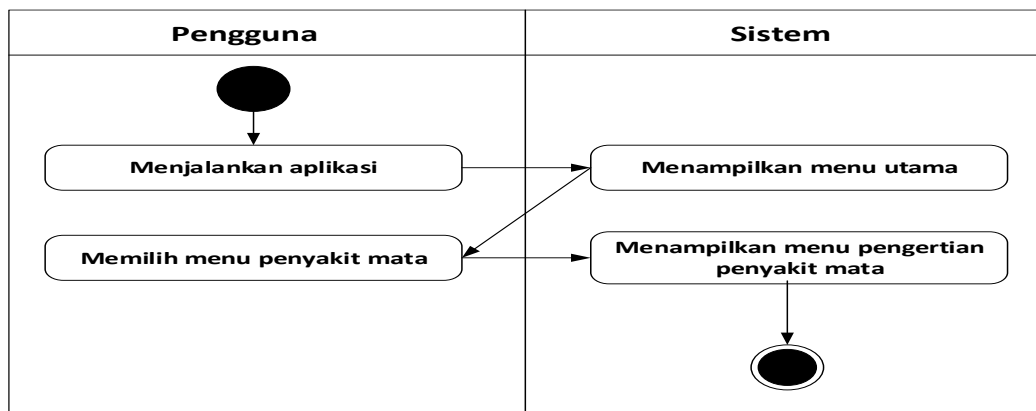 Pengguna
Sistem
Menjalankan aplikasi
Menampilkan menu utama
Memilih menu penyakit mata
Menampilkan menu pengertian
penyakit mata